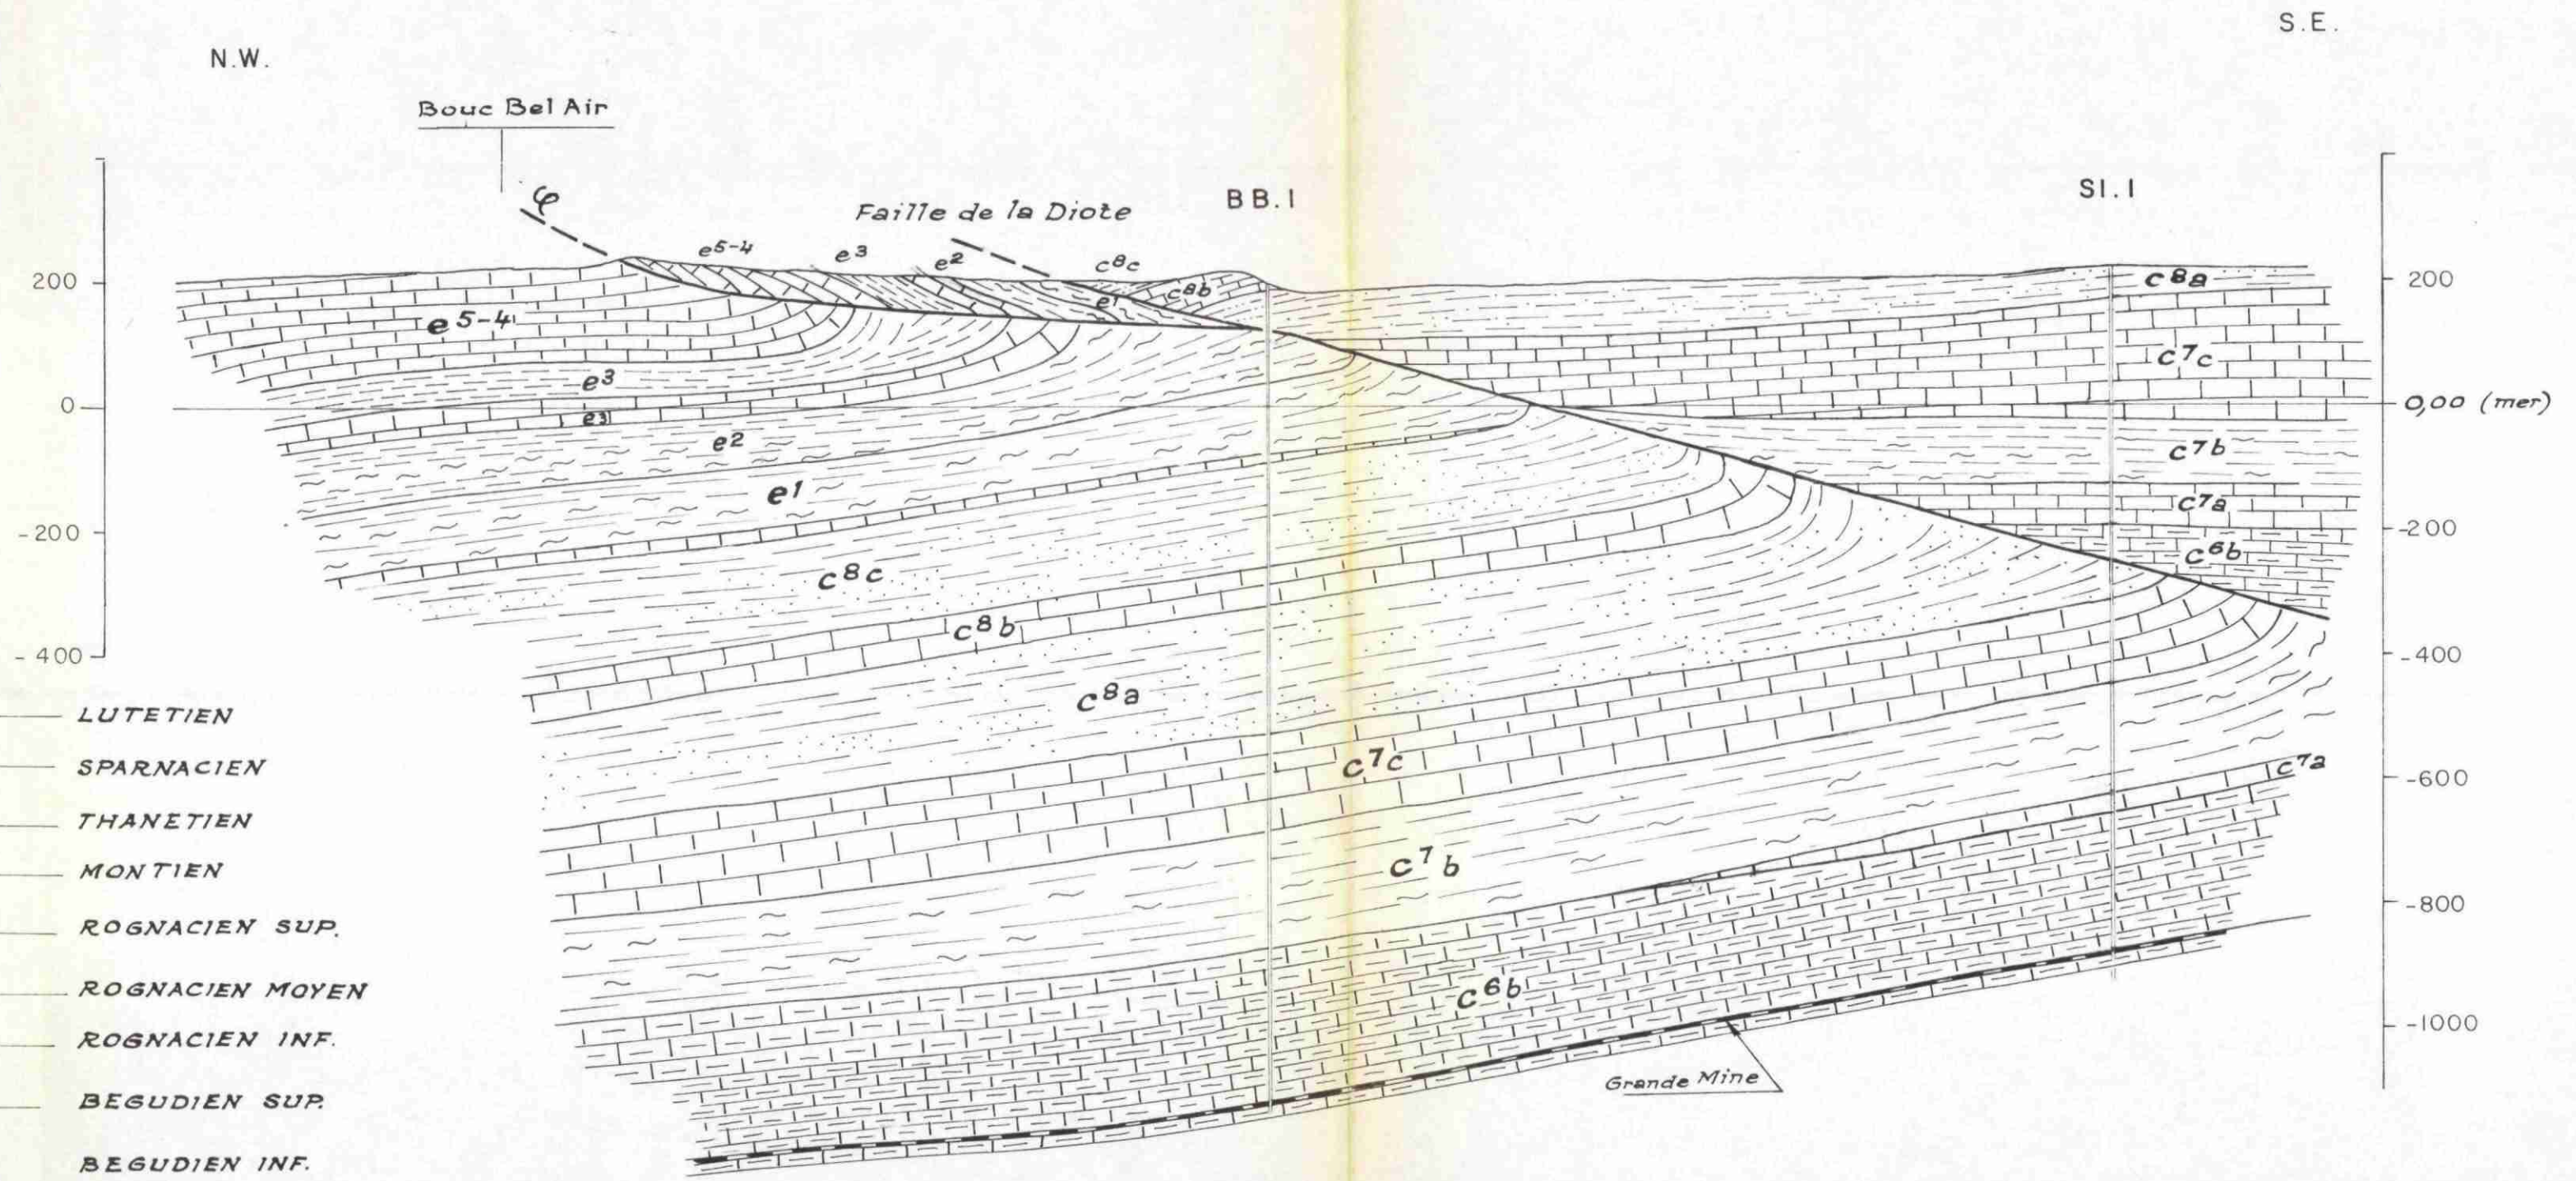 N.W.
S.E.
Bouc Bel Air
φ
Faille de la Diote
BB.1
S1.1
e5-4
e3
e2
c8c
c8b
e1
200
0
-200
-400
200
0,00 (mer)
-200
-400
-600
-800
-1000
e5-4
e3
e3
e2
e1
c8c
c8b
c8a
c7c
c7b
c6b
c8a
c7c
c7b
c7a
c6b
c7a
Grande Mine
LUTETIEN
SPARNACIEN
THANETIEN
MONTIEN
ROGNACIEN SUP.
ROGNACIEN MOYEN
ROGNACIEN INF.
BEGUDIEN SUP.
BEGUDIEN INF.